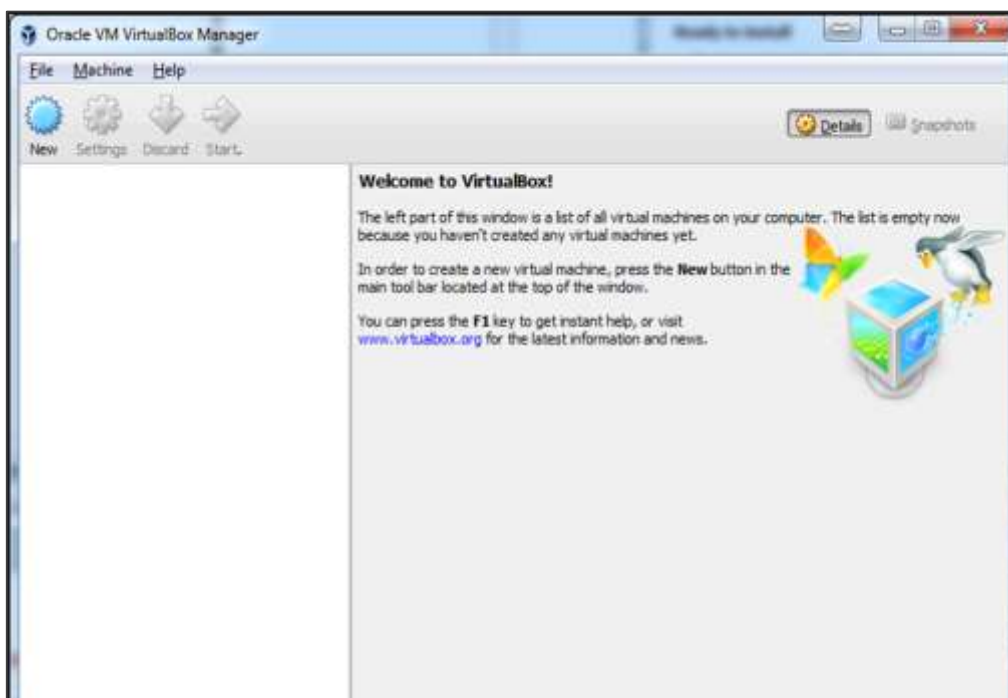 Oracle VM VirtualBox Manager
Ready to Install
File Machine Help
New Settings Discard Start
Details Snapshots
Welcome to VirtualBox!
The left part of this window is a list of all virtual machines on your computer. The list is empty now
because you haven't created any virtual machines yet.
In order to create a new virtual machine, press the New button in the
main tool bar located at the top of the window.
You can press the F1 key to get instant help, or visit
www.virtualbox.org for the latest information and news.